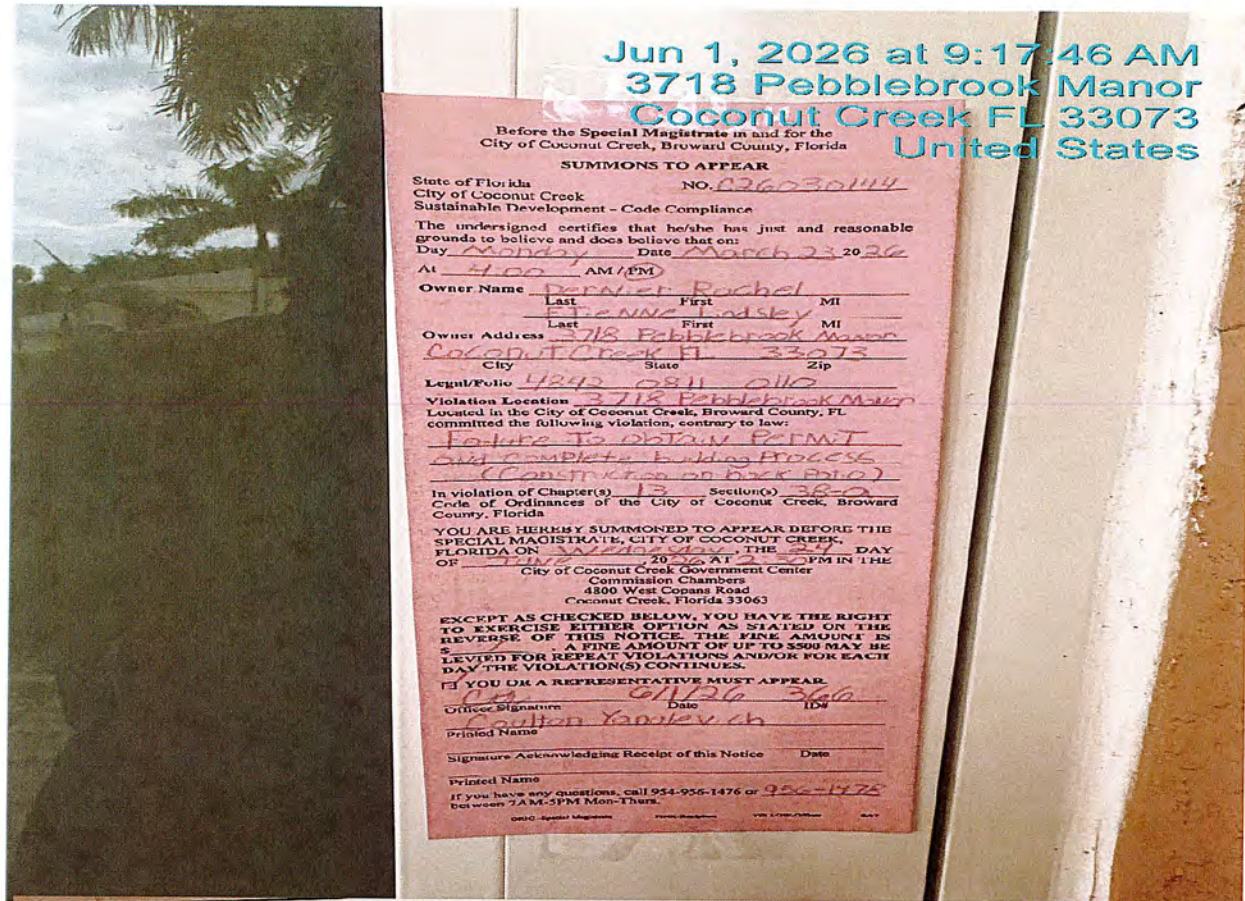 Jun 1, 2026 at 9:17:46 AM
3718 Pebblebrook Manor
Coconut Creek FL 33073
United States
Before the Special Magistrate in and for the
City of Coconut Creek, Broward County, Florida
SUMMONS TO APPEAR
State of Florida NO. C26030144
City of Coconut Creek
Sustainable Development - Code Compliance
The undersigned certifies that he/she has just and reasonable
grounds to believe and does believe that on:
Day Monday Date March 23 2026
At 4:00 AM / PM
Owner Name Dernier Rachel
Last First MI
ETIENNE Lindsley
Last First MI
Owner Address 3718 Pebblebrook Manor
Coconut Creek FL 33073
City State Zip
Legal/Folio 4842 0811 0110
Violation Location 3718 Pebblebrook Manor
Located in the City of Coconut Creek, Broward County, FL
committed the following violation, contrary to law:
Failure To obtain Permit
and complete building Process
(Construction on back Patio)
In violation of Chapter(s) 13 Section(s) 38-a
Code of Ordinances of the City of Coconut Creek, Broward
County, Florida
YOU ARE HEREBY SUMMONED TO APPEAR BEFORE THE
SPECIAL MAGISTRATE, CITY OF COCONUT CREEK,
FLORIDA ON Wednesday, THE 24 DAY
OF JUNE, 2026 AT 2:30 PM IN THE
City of Coconut Creek Government Center
Commission Chambers
4800 West Copans Road
Coconut Creek, Florida 33063
EXCEPT AS CHECKED BELOW, YOU HAVE THE RIGHT
TO EXERCISE EITHER OPTION AS STATED ON THE
REVERSE OF THIS NOTICE. THE FINE AMOUNT IS
$ A FINE AMOUNT OF UP TO $500 MAY BE
LEVIED FOR REPEAT VIOLATIONS AND/OR FOR EACH
DAY THE VIOLATION(S) CONTINUES.
YOU OR A REPRESENTATIVE MUST APPEAR
6/1/26 366
Officer Signature Date ID#
Coulton Yanglevich
Printed Name
Signature Acknowledging Receipt of this Notice Date
Printed Name
If you have any questions, call 954-956-1476 or 956-1478
between 7AM-5PM Mon-Thurs.